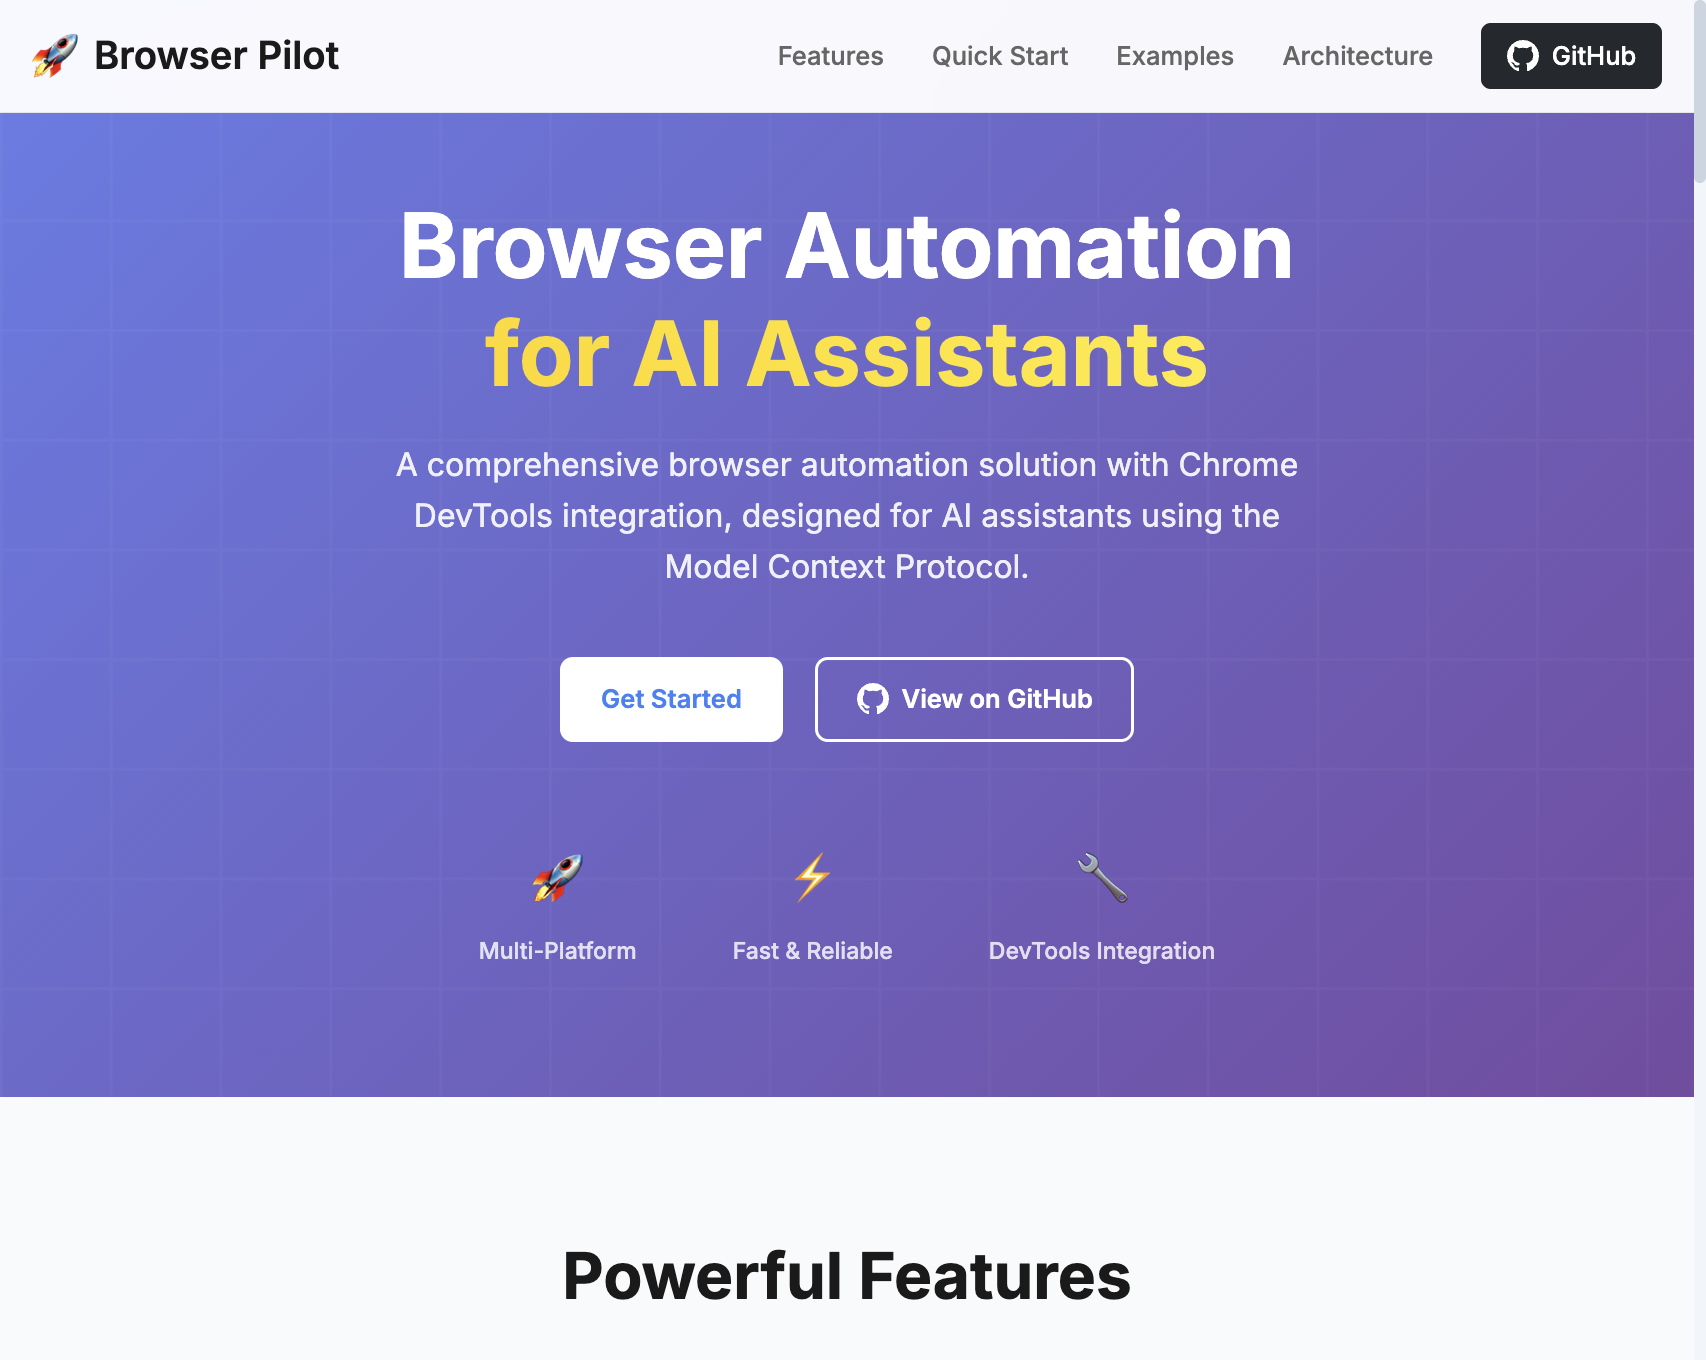 Browser Pilot
Features
Quick Start
Examples
Architecture
GitHub
Browser Automation
for AI Assistants
A comprehensive browser automation solution with Chrome
DevTools integration, designed for AI assistants using the
Model Context Protocol.
Get Started
View on GitHub
Multi-Platform
Fast & Reliable
DevTools Integration
Powerful Features